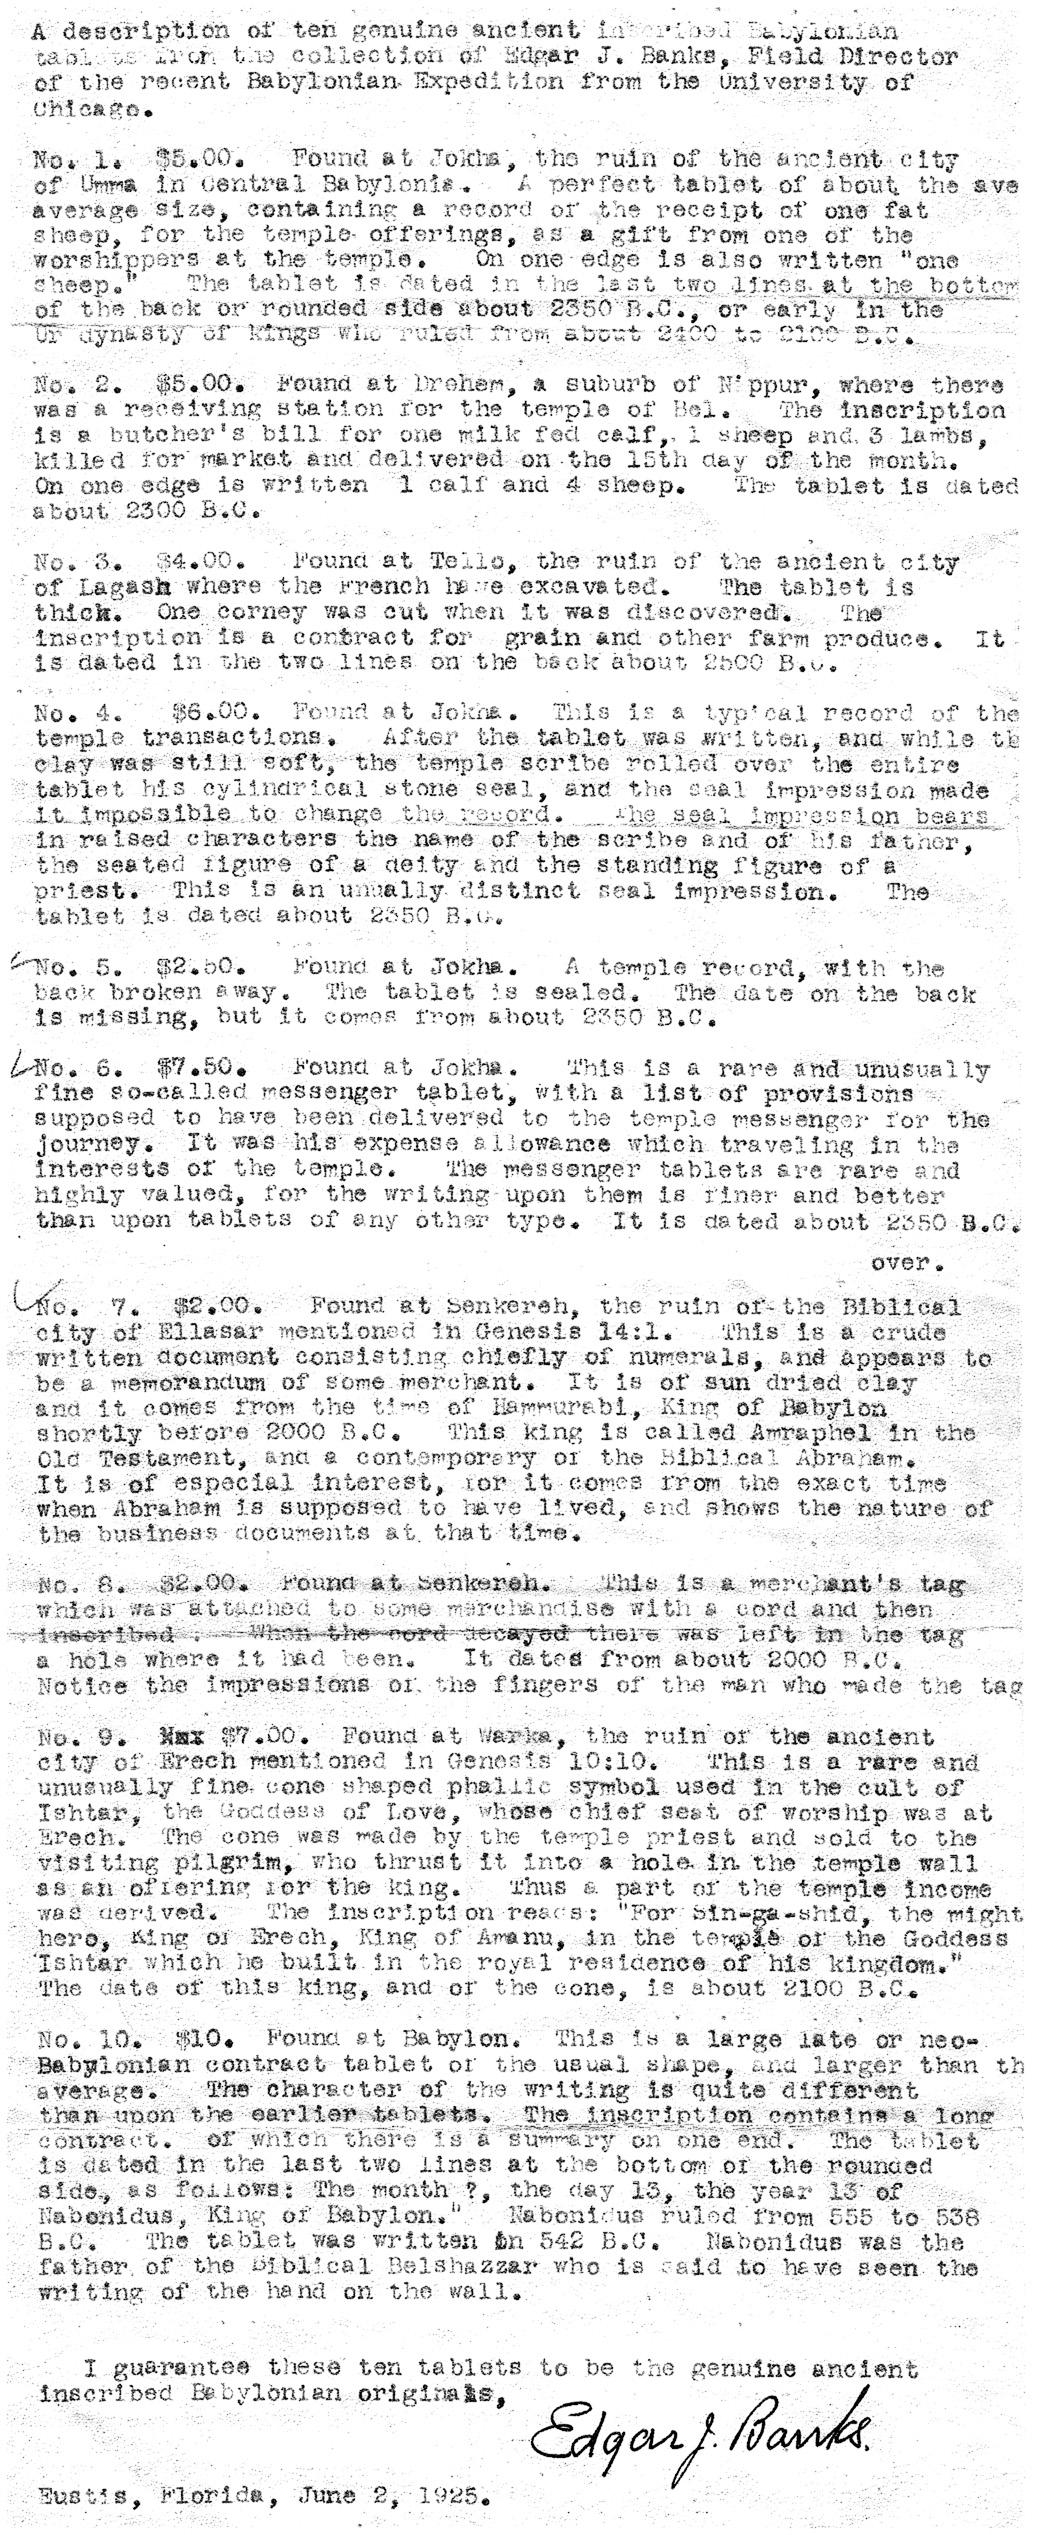 A description of ten genuine ancient inscribed Babylonian
tablets from the collection of Edgar J. Banks, Field Director
of the recent Babylonian Expedition from the University of
Chicago.
No. 1. $5.00. Found at Jokha, the ruin of the ancient city
of Umma in Central Babylonia. A perfect tablet of about the ave
average size, containing a record of the receipt of one fat
sheep, for the temple offerings, as a gift from one of the
worshippers at the temple. On one edge is also written "one
sheep." The tablet is dated in the last two lines at the bottom
of the back or rounded side about 2350 B.C., or early in the
Ur dynasty of kings who ruled from about 2400 to 2100 B.C.
No. 2. $5.00. Found at Drehem, a suburb of Nippur, where there
was a receiving station for the temple of Bel. The inscription
is a butcher's bill for one milk fed calf, 1 sheep and 3 lambs,
killed for market and delivered on the 15th day of the month.
On one edge is written 1 calf and 4 sheep. The tablet is dated
about 2300 B.C.
No. 3. $4.00. Found at Tello, the ruin of the ancient city
of Lagash where the French have excavated. The tablet is
thick. One corney was cut when it was discovered. The
inscription is a contract for grain and other farm produce. It
is dated in the two lines on the back about 2500 B.C.
No. 4. $6.00. Found at Jokha. This is a typical record of the
temple transactions. After the tablet was written, and while th
clay was still soft, the temple scribe rolled over the entire
tablet his cylindrical stone seal, and the seal impression made
it impossible to change the record. The seal impression bears
in raised characters the name of the scribe and of his father,
the seated figure of a deity and the standing figure of a
priest. This is an unually distinct seal impression. The
tablet is dated about 2350 B.C.
No. 5. $2.50. Found at Jokha. A temple record, with the
back broken away. The tablet is sealed. The date on the back
is missing, but it comes from about 2350 B.C.
No. 6. $7.50. Found at Jokha. This is a rare and unusually
fine so-called messenger tablet, with a list of provisions
supposed to have been delivered to the temple messenger for the
journey. It was his expense allowance which traveling in the
interests of the temple. The messenger tablets are rare and
highly valued, for the writing upon them is finer and better
than upon tablets of any other type. It is dated about 2350 B.C.
over.
No. 7. $2.00. Found at Senkereh, the ruin of the Biblical
city of Ellasar mentioned in Genesis 14:1. This is a crude
written document consisting chiefly of numerals, and appears to
be a memorandum of some merchant. It is of sun dried clay
and it comes from the time of Hammurabi, King of Babylon
shortly before 2000 B.C. This king is called Amraphel in the
Old Testament, and a contemporary of the Biblical Abraham.
It is of especial interest, for it comes from the exact time
when Abraham is supposed to have lived, and shows the nature of
the business documents at that time.
No. 8. $2.00. Found at Senkereh. This is a merchant's tag
which was attached to some merchandise with a cord and then
inscribed. When the cord decayed there was left in the tag
a hole where it had been. It dates from about 2000 B.C.
Notice the impressions of the fingers of the man who made the tag
No. 9. $7.00. Found at Warka, the ruin of the ancient
city of Erech mentioned in Genesis 10:10. This is a rare and
unusually fine cone shaped phallic symbol used in the cult of
Ishtar, the Goddess of Love, whose chief seat of worship was at
Erech. The cone was made by the temple priest and sold to the
visiting pilgrim, who thrust it into a hole in the temple wall
as an offering for the king. Thus a part of the temple income
was derived. The inscription reads: "For Sin-ga-shid, the might
hero, King of Erech, King of Amanu, in the temple of the Goddess
Ishtar which he built in the royal residence of his kingdom."
The date of this king, and of the cone, is about 2100 B.C.
No. 10. $10. Found at Babylon. This is a large late or neo-
Babylonian contract tablet of the usual shape, and larger than th
average. The character of the writing is quite different
than upon the earlier tablets. The inscription contains a long
contract. of which there is a summary on one end. The tablet
is dated in the last two lines at the bottom of the rounded
side, as follows: The month ?, the day 13, the year 13 of
Nabonidus, King of Babylon." Nabonidus ruled from 555 to 538
B.C. The tablet was written in 542 B.C. Nabonidus was the
father of the Biblical Belshazzar who is said to have seen the
writing of the hand on the wall.
I guarantee these ten tablets to be the genuine ancient
inscribed Babylonian originals,
Edgar J. Banks.
Eustis, Florida, June 2, 1925.